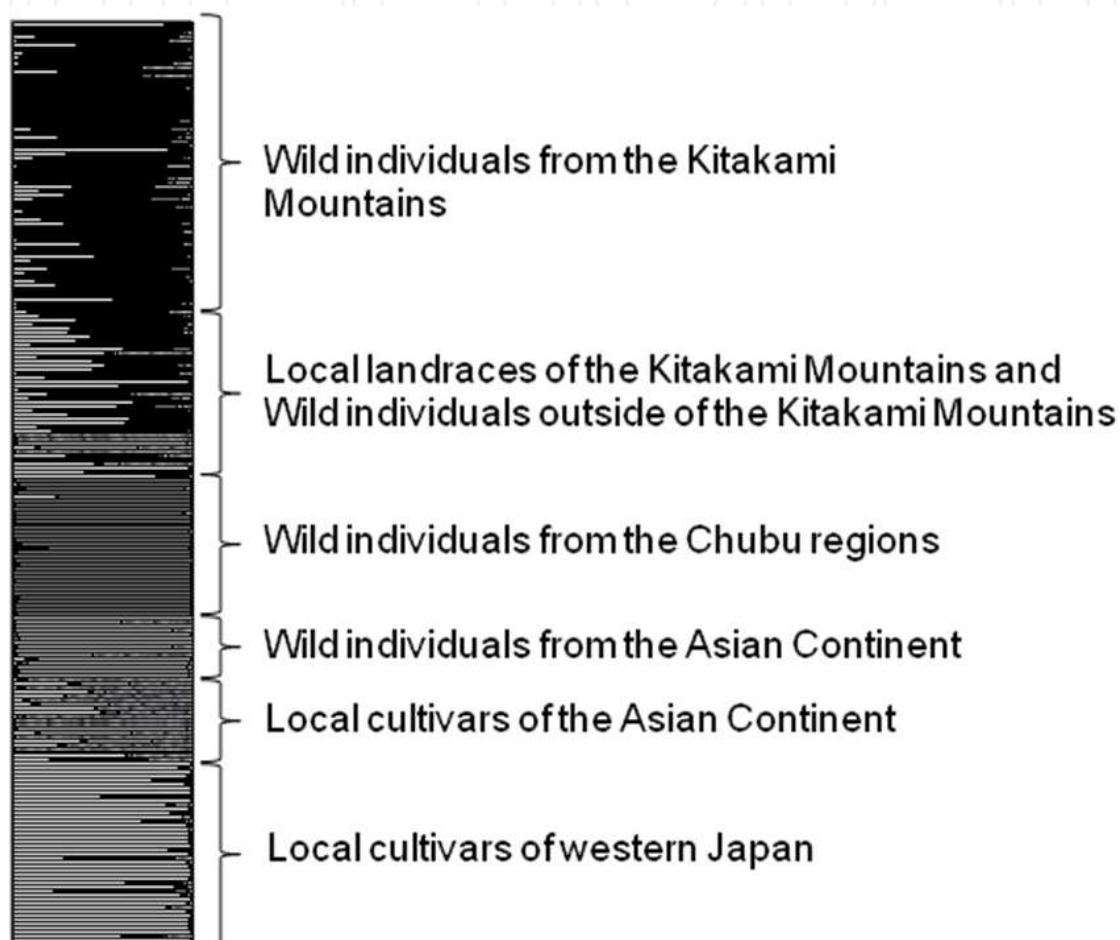 Wild individuals from the Kitakami
Mountains
Local landraces of the Kitakami Mountains and
Wild individuals outside of the Kitakami Mountains
Wild individuals from the Chubu regions
Wild individuals from the Asian Continent
Local cultivars of the Asian Continent
Local cultivars of western Japan